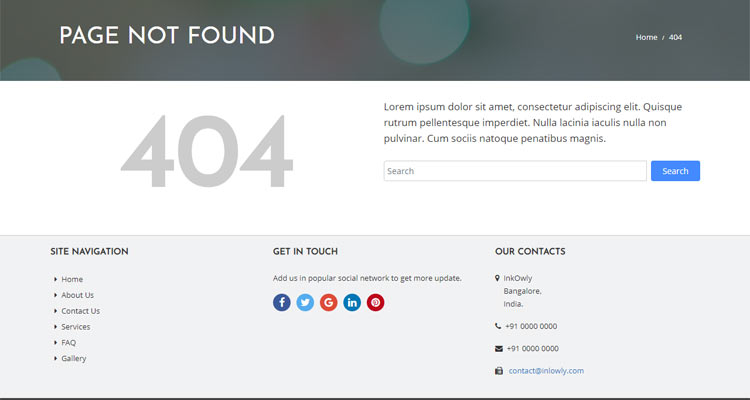 PAGE NOT FOUND
Home / 404
404
Lorem ipsum dolor sit amet, consectetur adipiscing elit. Quisque
rutrum pellentesque imperdiet. Nulla lacinia iaculis nulla non
pulvinar. Cum sociis natoque penatibus magnis.
Search
Search
SITE NAVIGATION
Home
About Us
Contact Us
Services
FAQ
Gallery
GET IN TOUCH
Add us in popular social network to get more update.
OUR CONTACTS
InkOwly
Bangalore,
India.
+91 0000 0000
+91 0000 0000
contact@inlowly.com